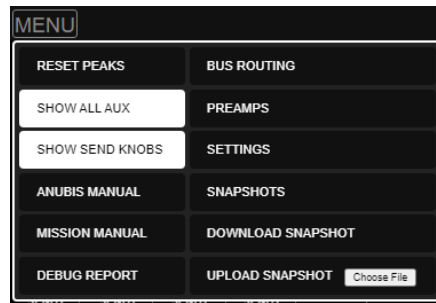 MENU
RESET PEAKS BUS ROUTING
SHOW ALL AUX PREAMPS
SHOW SEND KNOBS SETTINGS
ANUBIS MANUAL SNAPSHOTS
MISSION MANUAL DOWNLOAD SNAPSHOT
DEBUG REPORT UPLOAD SNAPSHOT Choose File